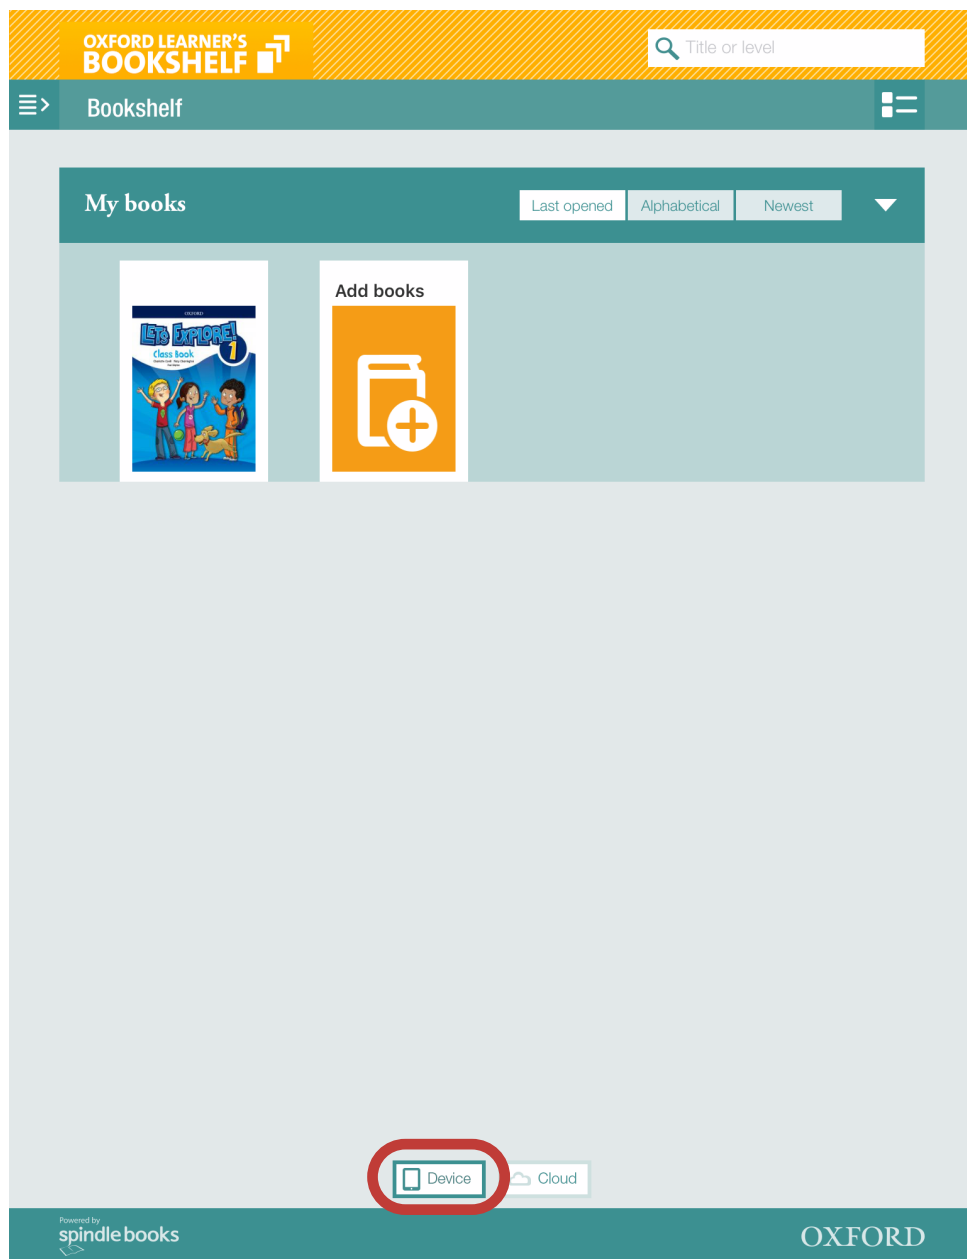 OXFORD LEARNER'S
BOOKSHELF
Title or level
Bookshelf
My books
Last opened
Alphabetical
Newest
OXFORD
LET'S EXPLORE!
1
Class Book
Add books
Device
Cloud
Powered by
spindle books
OXFORD